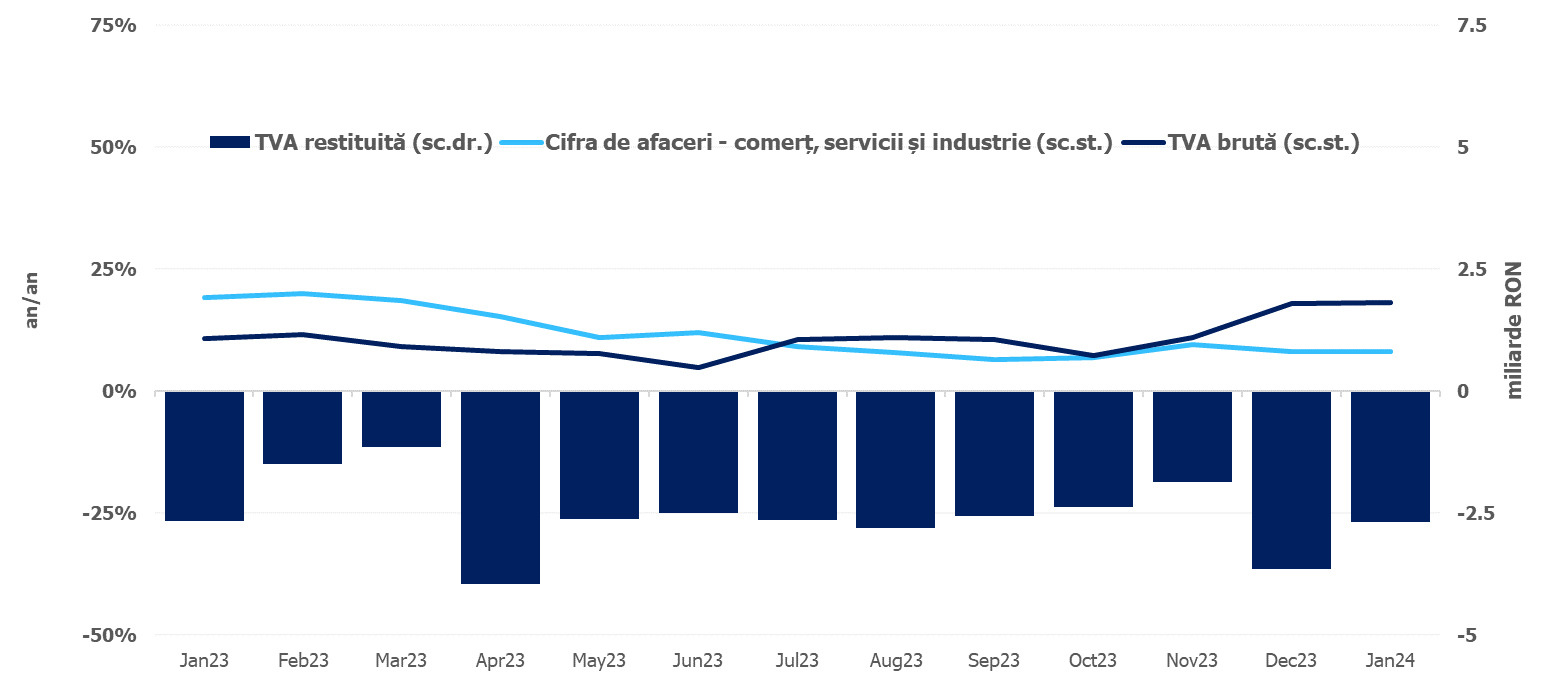 75%
7.5
TVA restituită (sc.dr.)
Cifra de afaceri - comerț, servicii și industrie (sc.st.)
TVA brută (sc.st.)
50%
5
25%
2.5
an/an
miliarde RON
0%
0
-25%
-2.5
-50%
-5
Jan23 Feb23 Mar23 Apr23 May23 Jun23 Jul23 Aug23 Sep23 Oct23 Nov23 Dec23 Jan24